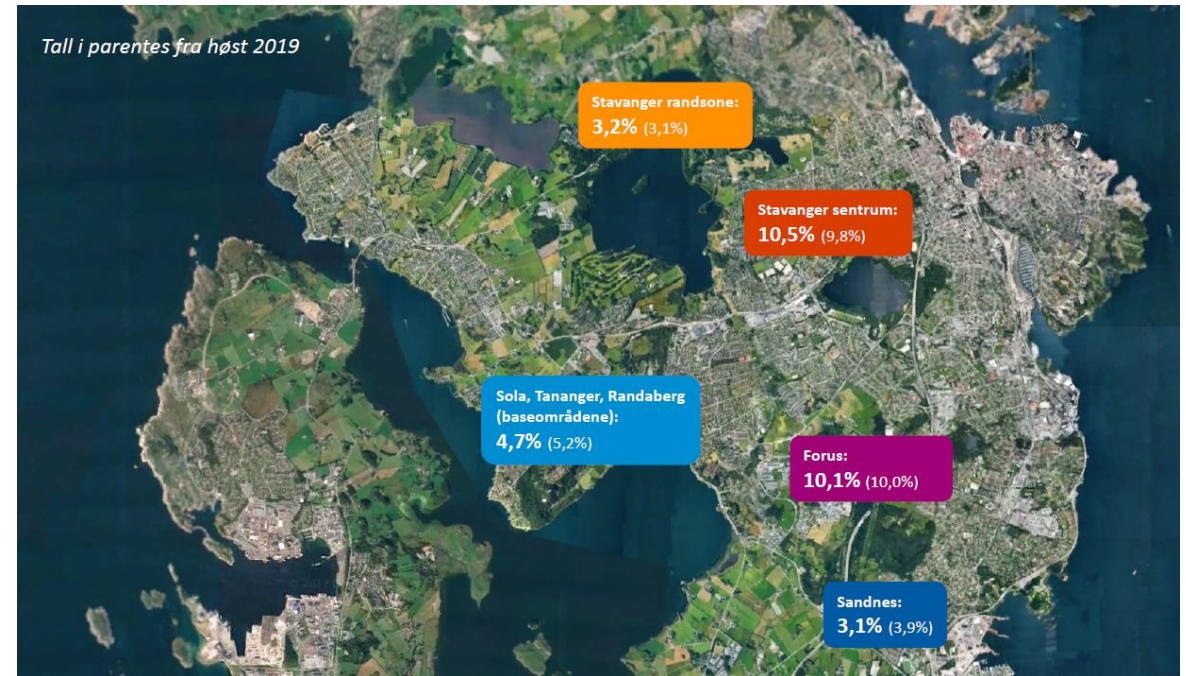 Tall i parentes fra høst 2019
Stavanger randsone:
3,2% (3,1%)
Stavanger sentrum:
10,5% (9,8%)
Sola, Tananger, Randaberg
(baseområdene):
4,7% (5,2%)
Forus:
10,1% (10,0%)
Sandnes:
3,1% (3,9%)